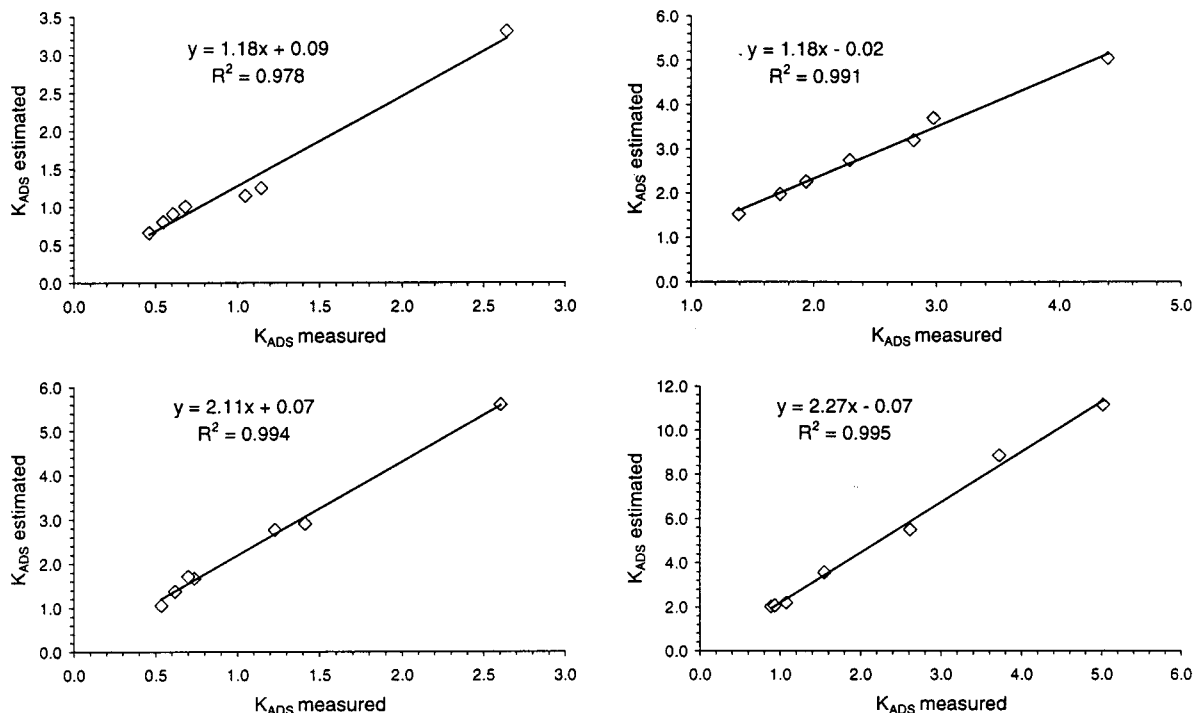 3.5
3.0
2.5
2.0
1.5
1.0
0.5
0.0
K_ADS estimated
y = 1.18x + 0.09
R² = 0.978
0.0 0.5 1.0 1.5 2.0 2.5 3.0
K_ADS measured
6.0
5.0
4.0
3.0
2.0
1.0
0.0
K_ADS estimated
y = 1.18x - 0.02
R² = 0.991
1.0 2.0 3.0 4.0 5.0
K_ADS measured
6.0
5.0
4.0
3.0
2.0
1.0
0.0
K_ADS estimated
y = 2.11x + 0.07
R² = 0.994
0.0 0.5 1.0 1.5 2.0 2.5 3.0
K_ADS measured
12.0
10.0
8.0
6.0
4.0
2.0
0.0
K_ADS estimated
y = 2.27x - 0.07
R² = 0.995
0.0 1.0 2.0 3.0 4.0 5.0 6.0
K_ADS measured